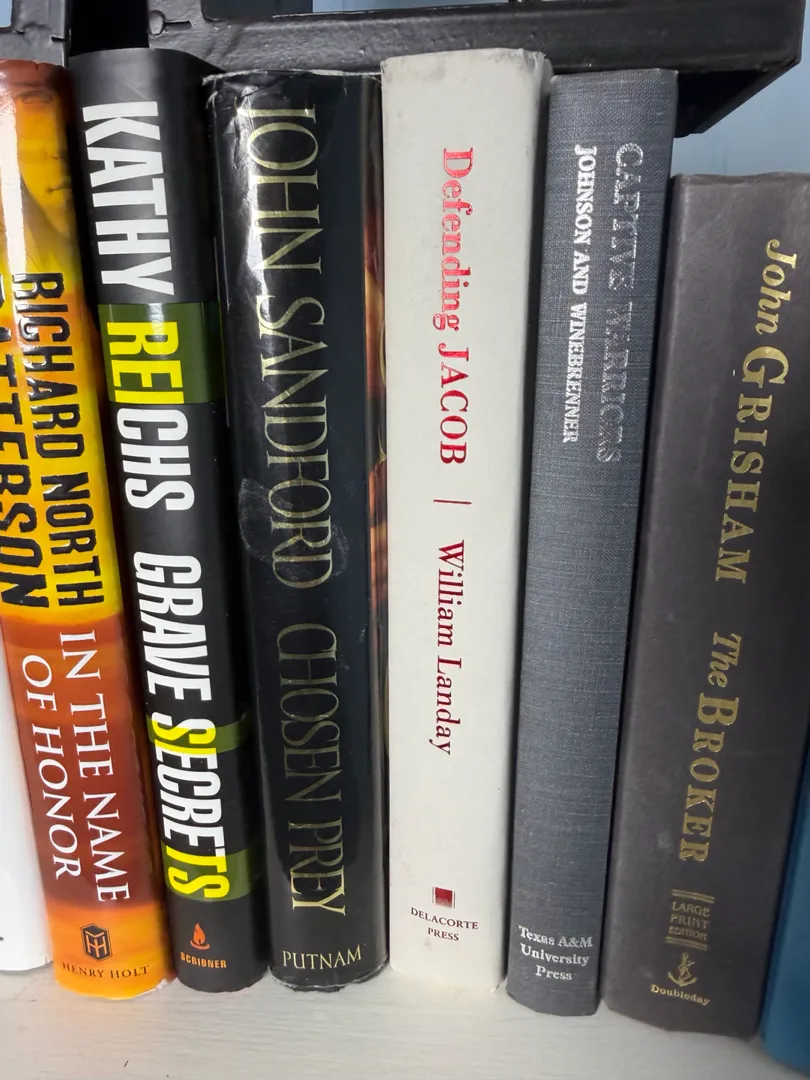 RICHARD NORTH
PATTERSON
IN THE NAME
OF HONOR
HENRY HOLT
KATHY REICHS GRAVE SECRETS
SCRIBNER
JOHN SANDFORD CHOSEN PREY
PUTNAM
Defending JACOB | William Landay
DELACORTE
PRESS
CAPTIVE WARRIORS
JOHNSON AND WINEBRENNER
Texas A&M
University
Press
John GRISHAM The BROKER
LARGE
PRINT
EDITION
Doubleday